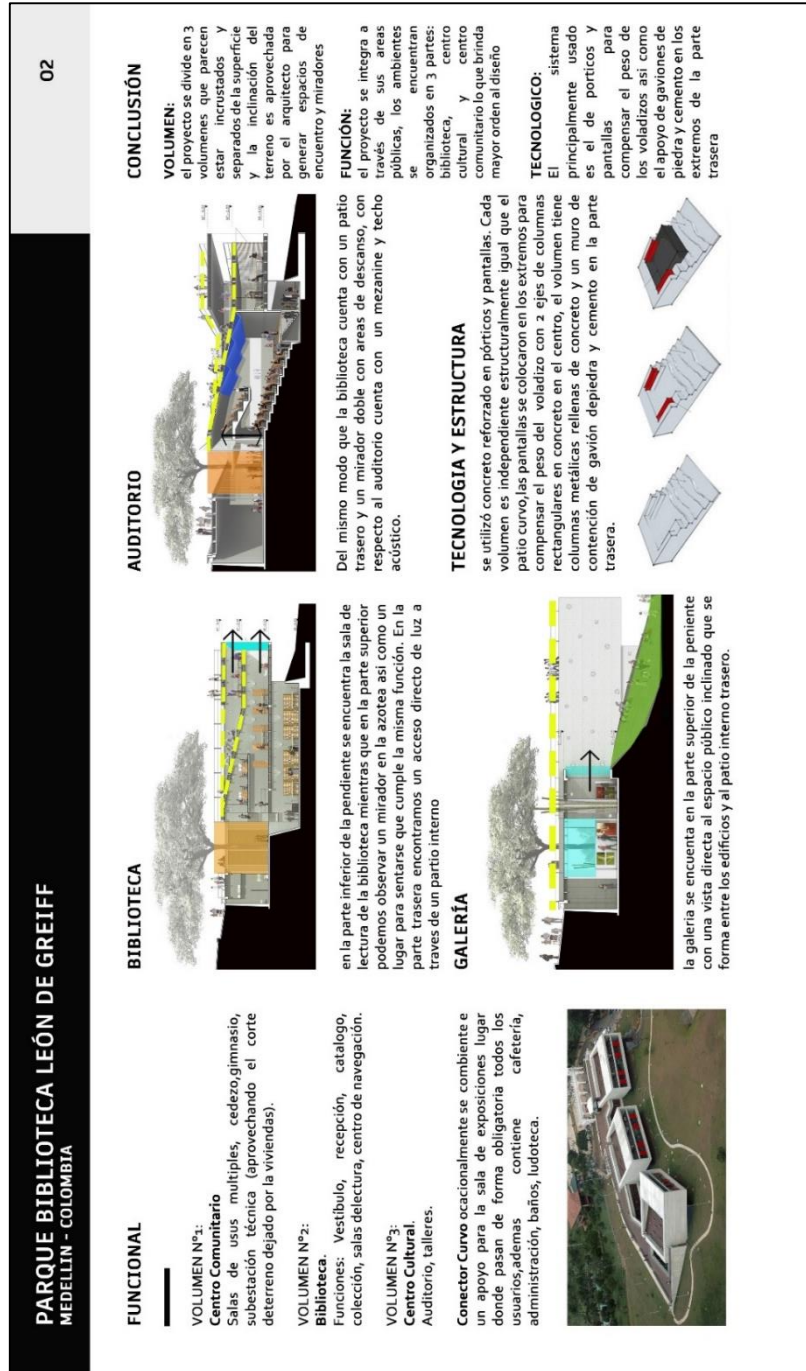 PARQUE BIBLIOTECA LEÓN DE GREIFF
MEDELLIN - COLOMBIA
02
FUNCIONAL
VOLUMEN Nº1:
Centro Comunitario
Salas de usus multiples, cedezo,gimnasio,
subestación técnica (aprovechando el corte
deterreno dejado por la viviendas).
VOLUMEN Nº2:
Biblioteca.
Funciones: Vestíbulo, recepción, catalogo,
colección, salas delectura, centro de navegación.
VOLUMEN Nº3:
Centro Cultural.
Auditorio, talleres.
Conector Curvo ocacionalmente se combiente e
un apoyo para la sala de exposiciones lugar
donde pasan de forma obligatoria todos los
usuarios,ademas contiene cafetería,
administración, baños, ludoteca.
BIBLIOTECA
en la parte inferior de la pendiente se encuentra la sala de
lectura de la biblioteca mientras que en la parte superior
podemos observar un mirador en la azotea asi como un
lugar para sentarse que cumple la misma función. En la
parte trasera encontramos un acceso directo de luz a
traves de un partio interno
GALERÍA
la galeria se encuenta en la parte superior de la peniente
con una vista directa al espacio público inclinado que se
forma entre los edificios y al patio interno trasero.
AUDITORIO
Del mismo modo que la biblioteca cuenta con un patio
trasero y un mirador doble con areas de descanso, con
respecto al auditorio cuenta con un mezanine y techo
acústico.
TECNOLOGIA Y ESTRUCTURA
se utilizó concreto reforzado en pórticos y pantallas. Cada
volumen es independiente estructuralmente igual que el
patio curvo,las pantallas se colocaron en los extremos para
compensar el peso del voladizo con 2 ejes de columnas
rectangulares en concreto en el centro, el volumen tiene
columnas metálicas rellenas de concreto y un muro de
contención de gavión depiedra y cemento en la parte
trasera.
CONCLUSIÓN
VOLUMEN:
el proyecto se divide en 3
volumenes que parecen
estar incrustados y
separados de la superficie
y la inclinación del
terreno es aprovechada
por el arquitecto para
generar espacios de
encuentro y miradores
FUNCIÓN:
el proyecto se integra a
través de sus areas
públicas, los ambientes
se encuentran
organizados en 3 partes:
biblioteca, centro
cultural y centro
comunitario lo que brinda
mayor orden al diseño
TECNOLOGICO:
El sistema
principalmente usado
es el de porticos y
pantallas para
compensar el peso de
los voladizos asi como
el apoyo de gaviones de
piedra y cemento en los
extremos de la parte
trasera